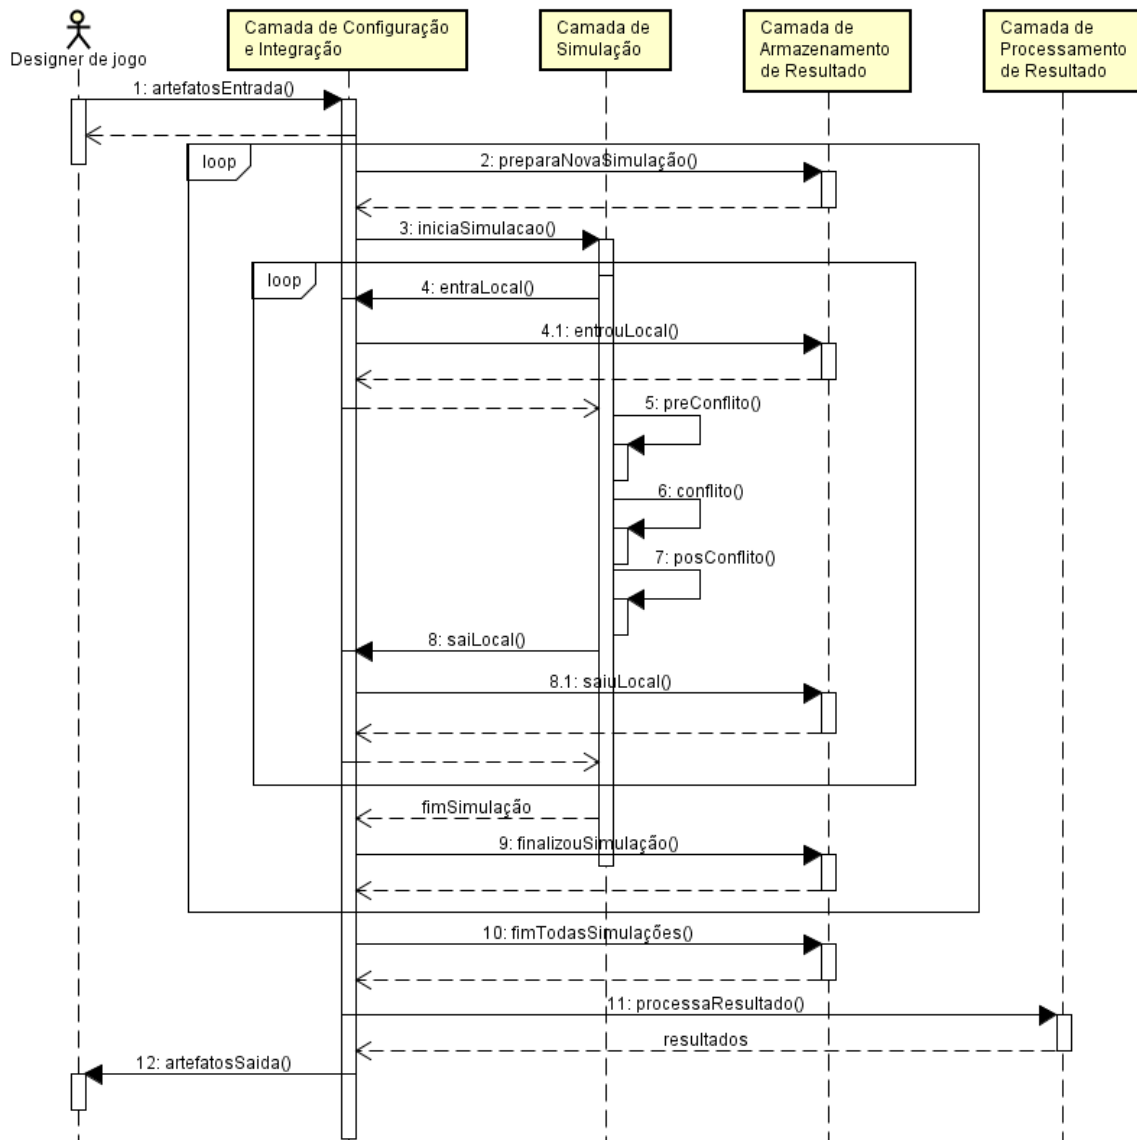 Designer de jogo
Camada de Configuração
e Integração
Camada de
Simulação
Camada de
Armazenamento
de Resultado
Camada de
Processamento
de Resultado
1: artefatosEntrada()
loop
2: preparaNovaSimulação()
3: iniciaSimulacao()
loop
4: entraLocal()
4.1: entrouLocal()
5: preConflito()
6: conflito()
7: posConflito()
8: saiLocal()
8.1: saiuLocal()
fimSimulação
9: finalizouSimulação()
10: fimTodasSimulações()
11: processaResultado()
resultados
12: artefatosSaida()